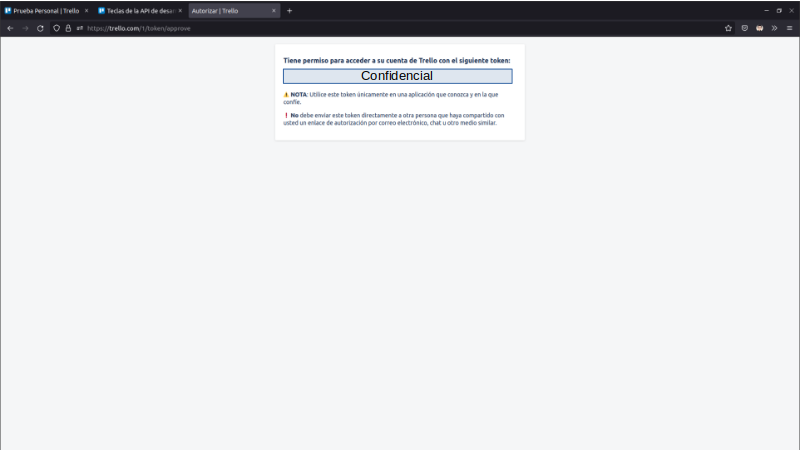 Prueba Personal | Trello
Teclas de la API de desar
Autorizar | Trello
https://trello.com/1/token/approve
Tiene permiso para acceder a su cuenta de Trello con el siguiente token:
Confidencial
NOTA: Utilice este token únicamente en una aplicación que conozca y en la que
confíe.
No debe enviar este token directamente a otra persona que haya compartido con
usted un enlace de autorización por correo electrónico, chat u otro medio similar.